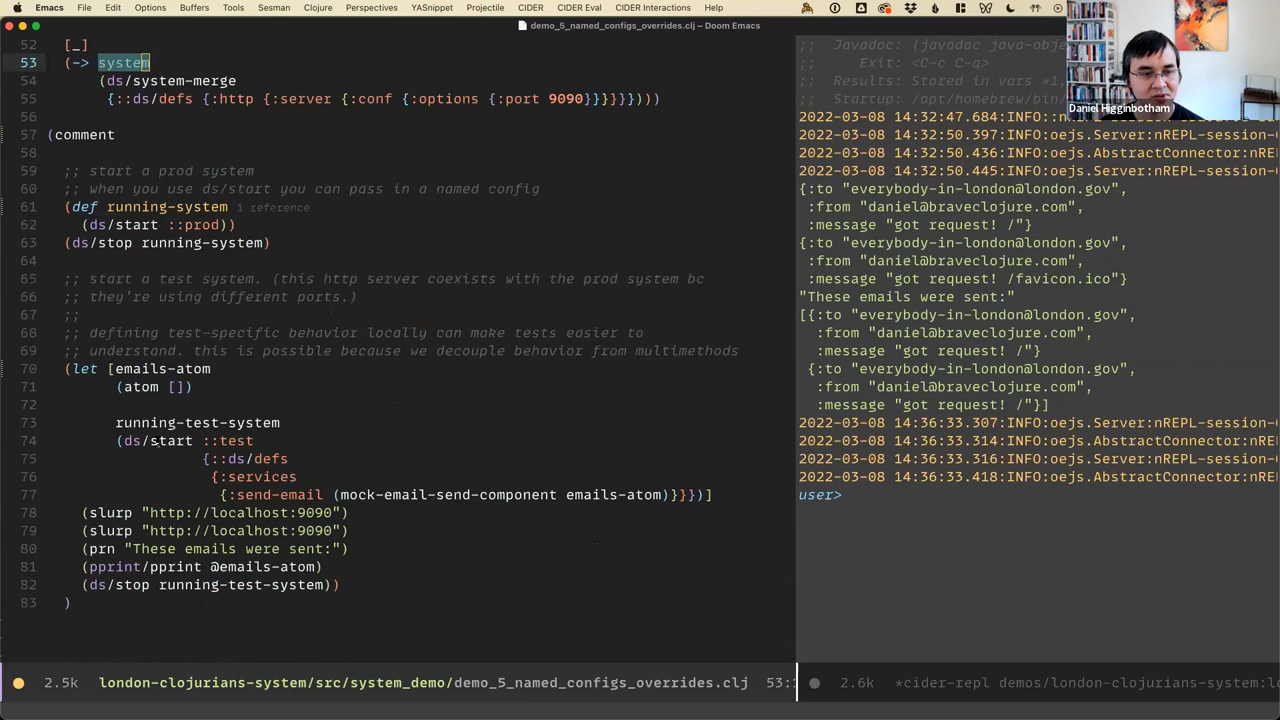 Emacs File Edit Options Buffers Tools Sesman Clojure Perspectives YASnippet Projectile CIDER CIDER Eval CIDER Interactions Help
demo_5_named_configs_overrides.clj – Doom Emacs
52 [_]
53 (-> system
54 (ds/system-merge
55 {::ds/defs {:http {:server {:conf {:options {:port 9090}}}}}})))
56
57 (comment
58
59 ;; start a prod system
60 ;; when you use ds/start you can pass in a named config
61 (def running-system 1 reference
62 (ds/start ::prod))
63 (ds/stop running-system)
64
65 ;; start a test system. (this http server coexists with the prod system bc
66 ;; they're using different ports.)
67 ;;
68 ;; defining test-specific behavior locally can make tests easier to
69 ;; understand. this is possible because we decouple behavior from multimethods
70 (let [emails-atom
71 (atom [])
72
73 running-test-system
74 (ds/start ::test
75 {::ds/defs
76 {:services
77 {:send-email (mock-email-send-component emails-atom)}}})]
78 (slurp "http://localhost:9090")
79 (slurp "http://localhost:9090")
80 (prn "These emails were sent:")
81 (pprint/pprint @emails-atom)
82 (ds/stop running-test-system))
83 )
2.5k london-clojurians-system/src/system_demo/demo_5_named_configs_overrides.clj 53:
;; Javadoc: (javadoc java-obje
;; Exit: <C-c C-q>
;; Results: Stored in vars *1,
;; Startup: /opt/homebrew/bin/
2022-03-08 14:32:47.684:INFO::n
2022-03-08 14:32:50.397:INFO:oejs.Server:nREPL-session-
2022-03-08 14:32:50.436:INFO:oejs.AbstractConnector:nRE
2022-03-08 14:32:50.445:INFO:oejs.Server:nREPL-session-
{:to "everybody-in-london@london.gov",
:from "daniel@braveclojure.com",
:message "got request! /"}
{:to "everybody-in-london@london.gov",
:from "daniel@braveclojure.com",
:message "got request! /favicon.ico"}
"These emails were sent:"
[{:to "everybody-in-london@london.gov",
:from "daniel@braveclojure.com",
:message "got request! /"}
{:to "everybody-in-london@london.gov",
:from "daniel@braveclojure.com",
:message "got request! /"}]
2022-03-08 14:36:33.307:INFO:oejs.Server:nREPL-session-
2022-03-08 14:36:33.314:INFO:oejs.AbstractConnector:nRE
2022-03-08 14:36:33.316:INFO:oejs.Server:nREPL-session-
2022-03-08 14:36:33.418:INFO:oejs.AbstractConnector:nRE
user>
2.6k *cider-repl demos/london-clojurians-system:lo
Daniel Higginbotham